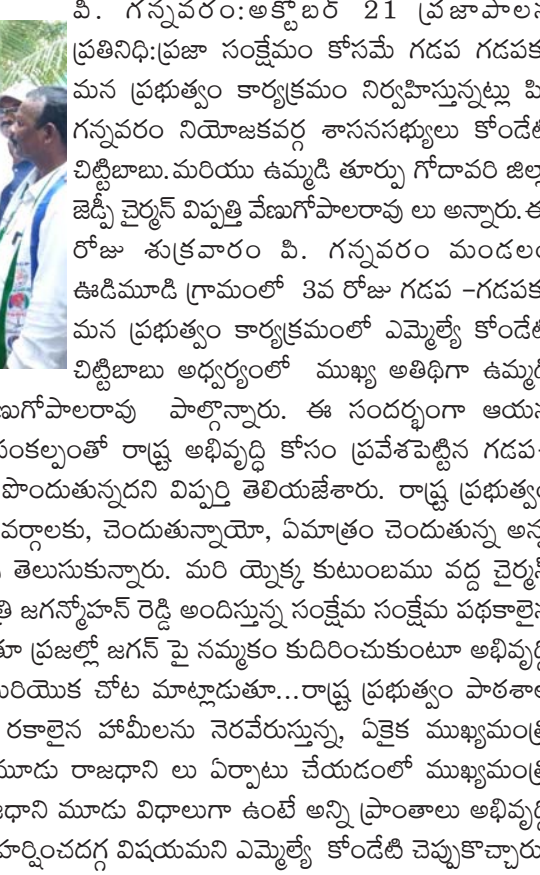 పి. గన్నవరం:అక్టోబర్ 21 ప్రజాపాలన
ప్రతినిధి:ప్రజా సంక్షేమం కోసమే గడప గడపక
మన ప్రభుత్వం కార్యక్రమం నిర్వహిస్తున్నట్లు పి
గన్నవరం నియోజకవర్గ శాసనసభ్యులు కోండేటి
చిట్టిబాబు.మరియు ఉమ్మడి తూర్పు గోదావరి జిల్లా
జెడ్పీ చైర్మన్ విప్పత్తి వేణుగోపాలరావు లు అన్నారు.ఈ
రోజు శుక్రవారం పి. గన్నవరం మండలం
ఊడిమూడి గ్రామంలో 3వ రోజు గడప –గడపక
మన ప్రభుత్వం కార్యక్రమంలో ఎమ్మెల్యే కోండేటి
చిట్టిబాబు అధ్వర్యంలో ముఖ్య అతిథిగా ఉమ్మడి
ణుగోపాలరావు పాల్గొన్నారు. ఈ సందర్భంగా ఆయన
సంకల్పంతో రాష్ట్ర అభివృద్ధి కోసం ప్రవేశపెట్టిన గడప-
పొందుతున్నదని విప్పర్తి తెలియజేశారు. రాష్ట్ర ప్రభుత్వం
వర్గాలకు, చెందుతున్నాయో, ఏమాత్రం చెందుతున్న అన్న
తెలుసుకున్నారు. మరి య్నెక్క కుటుంబము వద్ద చైర్మన్
త్రి జగన్మోహన్ రెడ్డి అందిస్తున్న సంక్షేమ సంక్షేమ పథకాలైన
తూ ప్రజల్లో జగన్ పై నమ్మకం కుదిరించుకుంటూ అభివృద్ధి
మరియొక చోట మాట్లాడుతూ...రాష్ట్ర ప్రభుత్వం పాఠశాల
రకాలైన హామీలను నెరవేరుస్తున్న, ఏకైక ముఖ్యమంత్రి
మూడు రాజధాని లు ఏర్పాటు చేయడంలో ముఖ్యమంత్రి
జధాని మూడు విధాలుగా ఉంటే అన్ని ప్రాంతాలు అభివృద్ధి
హర్షించదగ్గ విషయమని ఎమ్మెల్యే కోండేటి చెప్పుకొచ్చారు